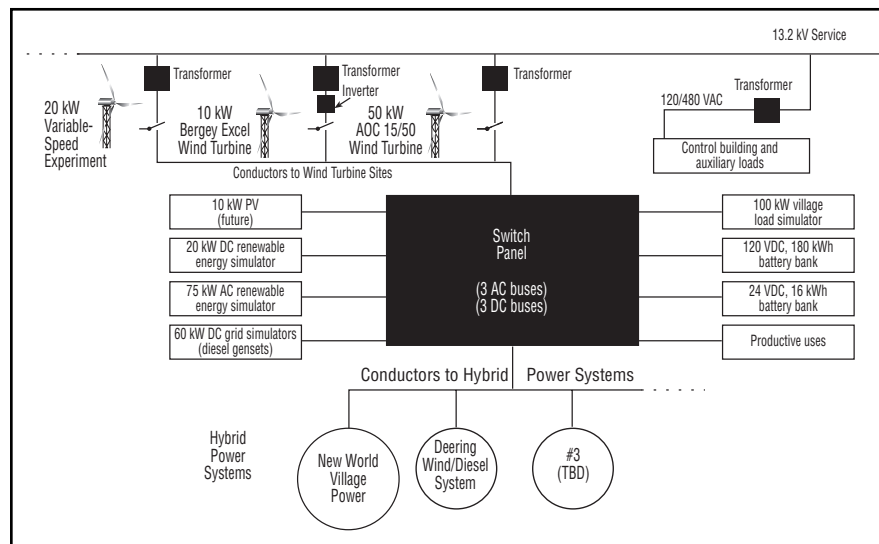 13.2 kV Service
Transformer
Transformer
Inverter
Transformer
Transformer
120/480 VAC
20 kW
Variable-
Speed
Experiment
10 kW
Bergey Excel
Wind Turbine
50 kW
AOC 15/50
Wind Turbine
Control building and
auxiliary loads
Conductors to Wind Turbine Sites
10 kW PV
(future)
20 kW DC renewable
energy simulator
75 kW AC renewable
energy simulator
60 kW DC grid simulators
(diesel gensets)
Switch
Panel
(3 AC buses)
(3 DC buses)
100 kW village
load simulator
120 VDC, 180 kWh
battery bank
24 VDC, 16 kWh
battery bank
Productive uses
Conductors to Hybrid Power Systems
Hybrid
Power
Systems
New World
Village
Power
Deering
Wind/Diesel
System
#3
(TBD)